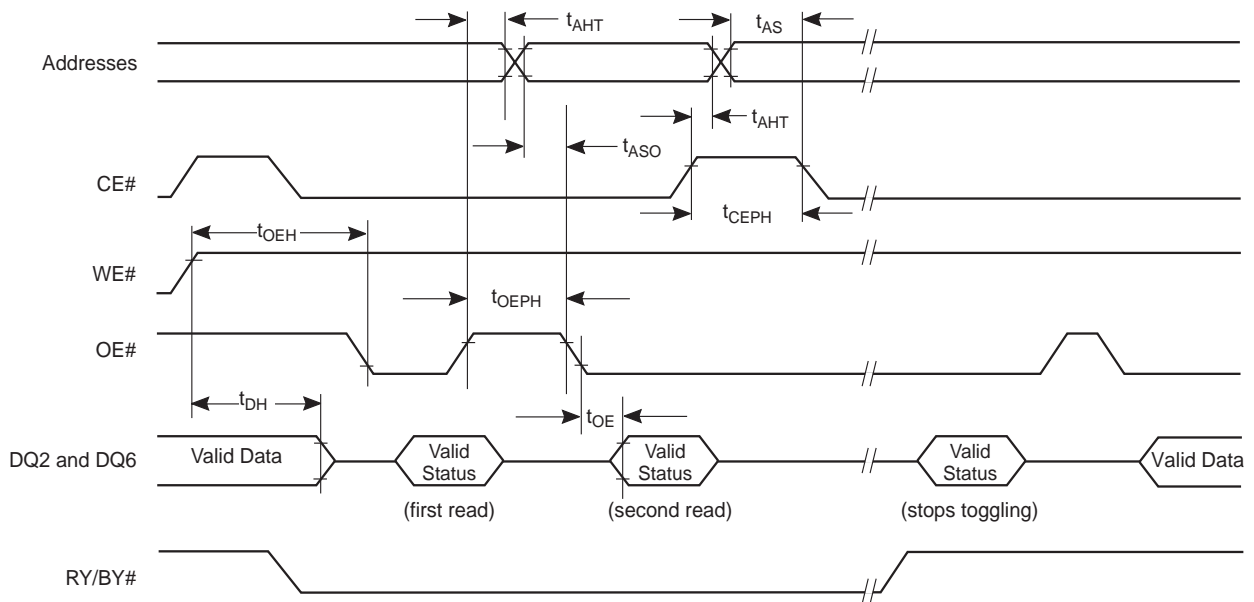 tAHT
tAS
Addresses
tAHT
tASO
CE#
tCEPH
tOEH
WE#
tOEPH
OE#
tDH
tOE
DQ2 and DQ6
Valid Data
Valid
Status
Valid
Status
Valid
Status
Valid Data
(first read)
(second read)
(stops toggling)
RY/BY#